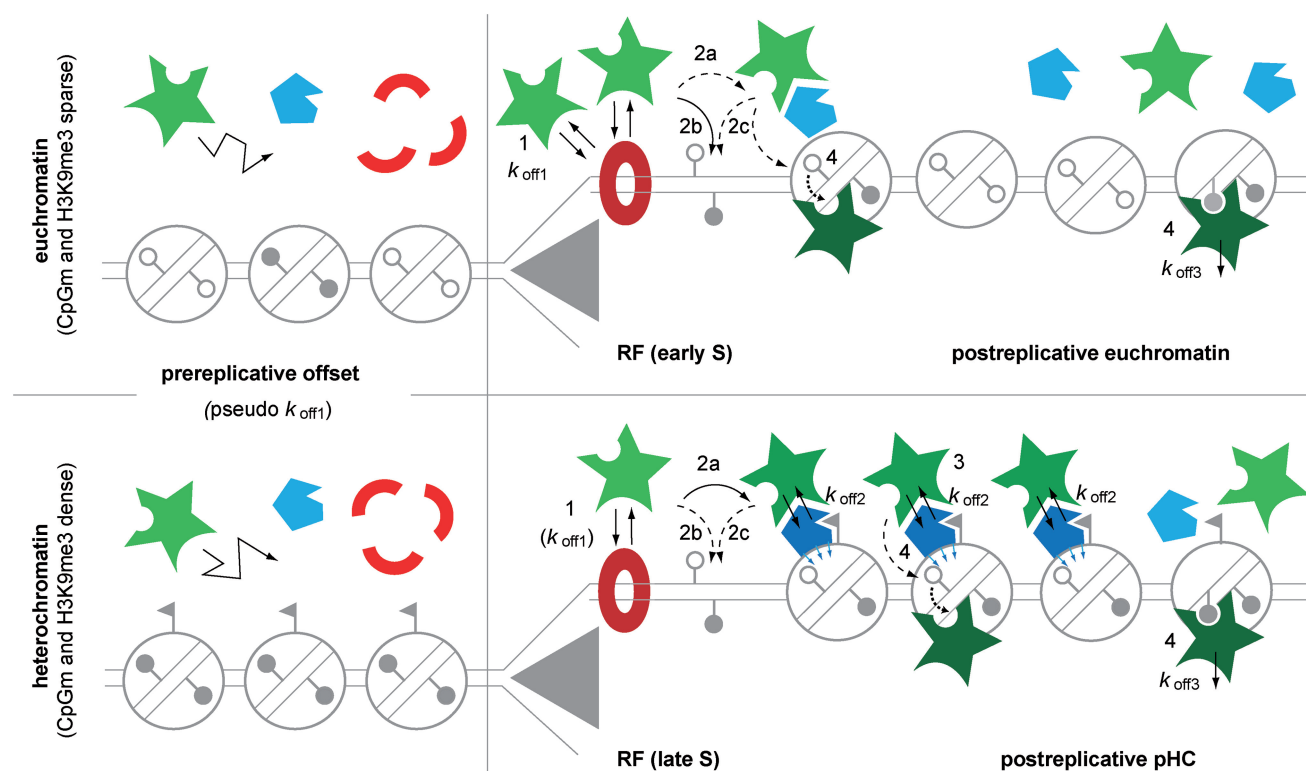 euchromatin
(CpGm and H3K9me3 sparse)
1
k off1
2a
2b
2c
4
4
k off3
RF (early S)
postreplicative euchromatin
prereplicative offset
(pseudo k off1)
heterochromatin
(CpGm and H3K9me3 dense)
1
(k off1)
2a
2b
2c
k off2
3
k off2
4
k off2
4
k off3
RF (late S)
postreplicative pHC